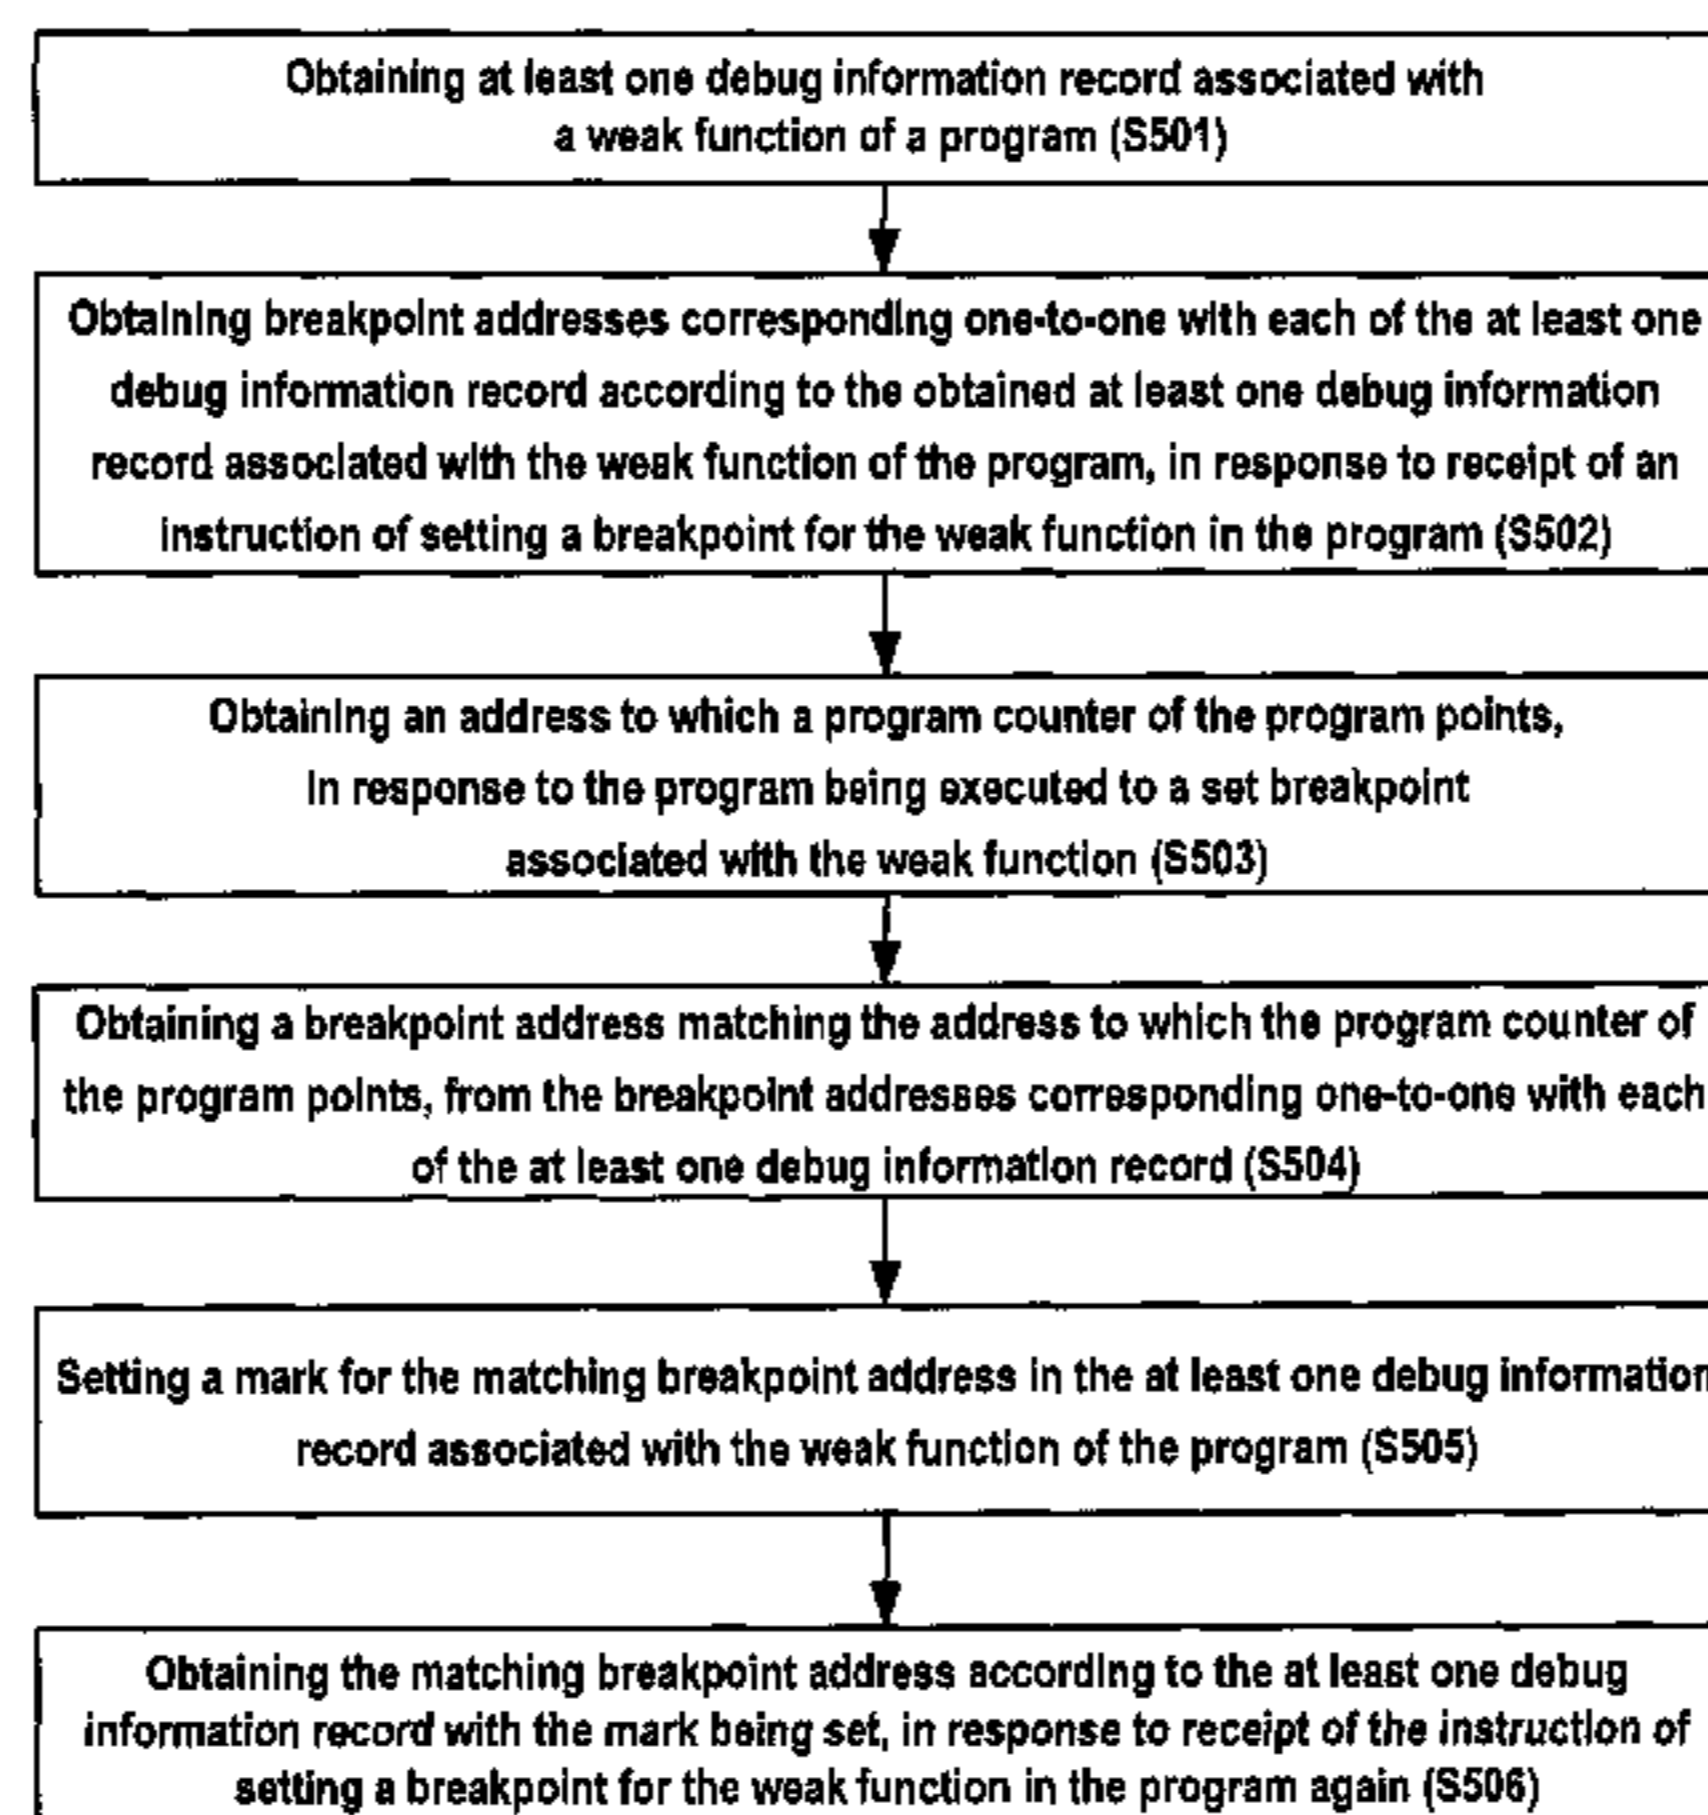 Obtaining at least one debug information record associated with
a weak function of a program (S501)
Obtaining breakpoint addresses corresponding one-to-one with each of the at least one
debug information record according to the obtained at least one debug information
record associated with the weak function of the program, in response to receipt of an
instruction of setting a breakpoint for the weak function in the program (S502)
Obtaining an address to which a program counter of the program points,
In response to the program being executed to a set breakpoint
associated with the weak function (S503)
Obtaining a breakpoint address matching the address to which the program counter of
the program points, from the breakpoint addresses corresponding one-to-one with each
of the at least one debug information record (S504)
Setting a mark for the matching breakpoint address in the at least one debug information
record associated with the weak function of the program (S505)
Obtaining the matching breakpoint address according to the at least one debug
information record with the mark being set, in response to receipt of the instruction of
setting a breakpoint for the weak function in the program again (S506)